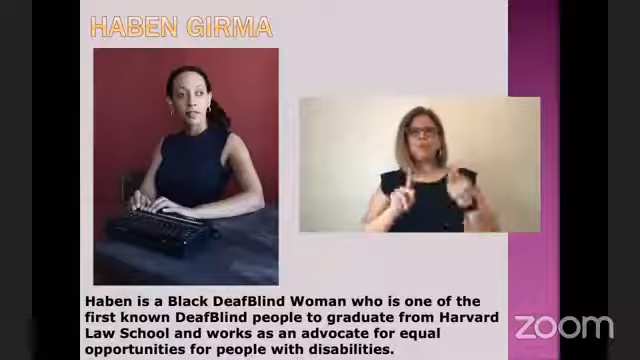 HABEN GIRMA
Haben is a Black DeafBlind Woman who is one of the
first known DeafBlind people to graduate from Harvard
Law School and works as an advocate for equal
opportunities for people with disabilities.
zoom